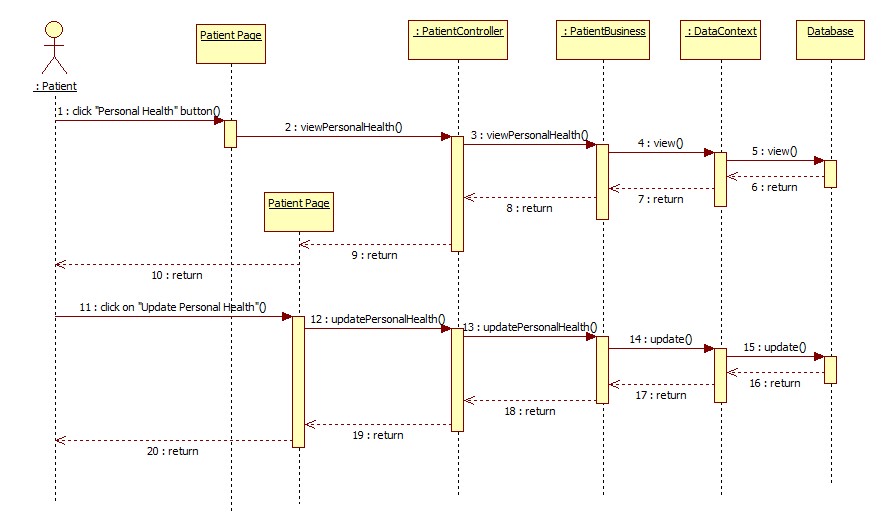 Patient Page
: PatientController
: PatientBusiness
: DataContext
Database
: Patient
1 : click "Personal Health" button()
2 : viewPersonalHealth()
3 : viewPersonalHealth()
4 : view()
5 : view()
6 : return
7 : return
8 : return
Patient Page
9 : return
10 : return
11 : click on "Update Personal Health"()
12 : updatePersonalHealth()
13 : updatePersonalHealth()
14 : update()
15 : update()
16 : return
17 : return
18 : return
19 : return
20 : return